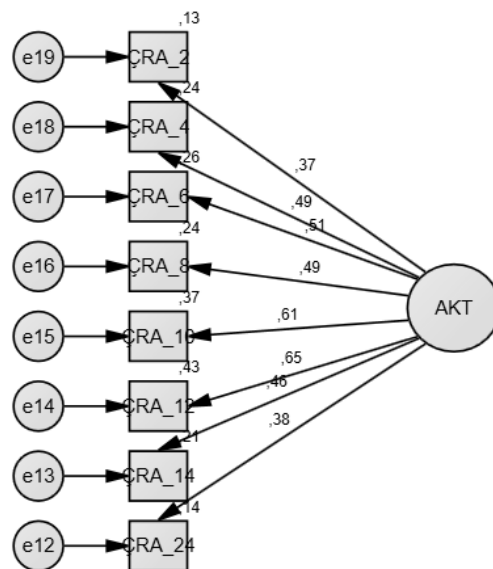 ,13
e19 ÇRA_2
,24
,37
e18 ÇRA_4
,26
,49
e17 ÇRA_6
,51
,24
e16 ÇRA_8
,49
,37
AKT
e15 ÇRA_10
,61
,43
,65
e14 ÇRA_12
,46
,21
,38
e13 ÇRA_14
,14
e12 ÇRA_24